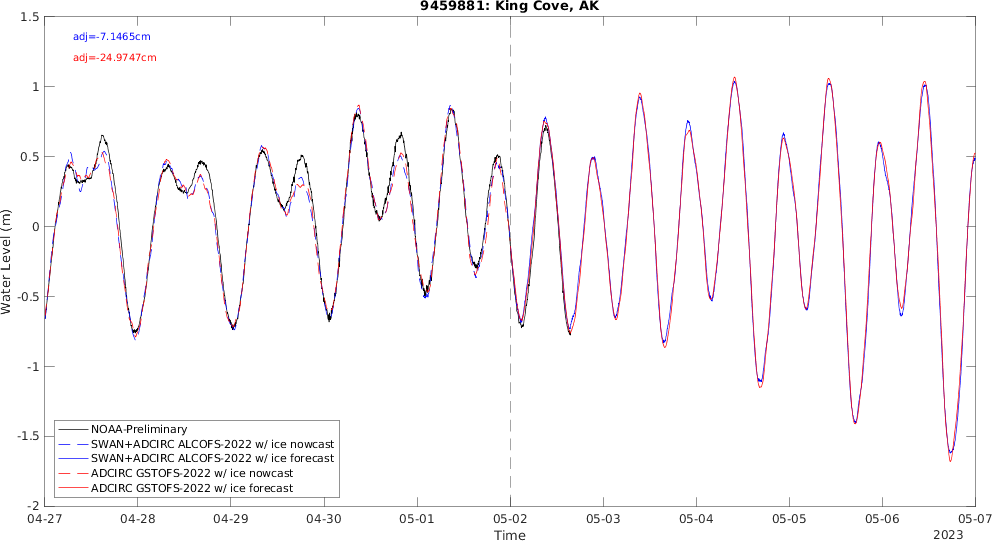 9459881: King Cove, AK
adj=-7.1465cm
adj=-24.9747cm
Water Level (m)
1.5
1
0.5
0
-0.5
-1
-1.5
-2
NOAA-Preliminary
SWAN+ADCIRC ALCOFS-2022 w/ ice nowcast
SWAN+ADCIRC ALCOFS-2022 w/ ice forecast
ADCIRC GSTOFS-2022 w/ ice nowcast
ADCIRC GSTOFS-2022 w/ ice forecast
04-27 04-28 04-29 04-30 05-01 05-02 05-03 05-04 05-05 05-06 05-07
Time
2023